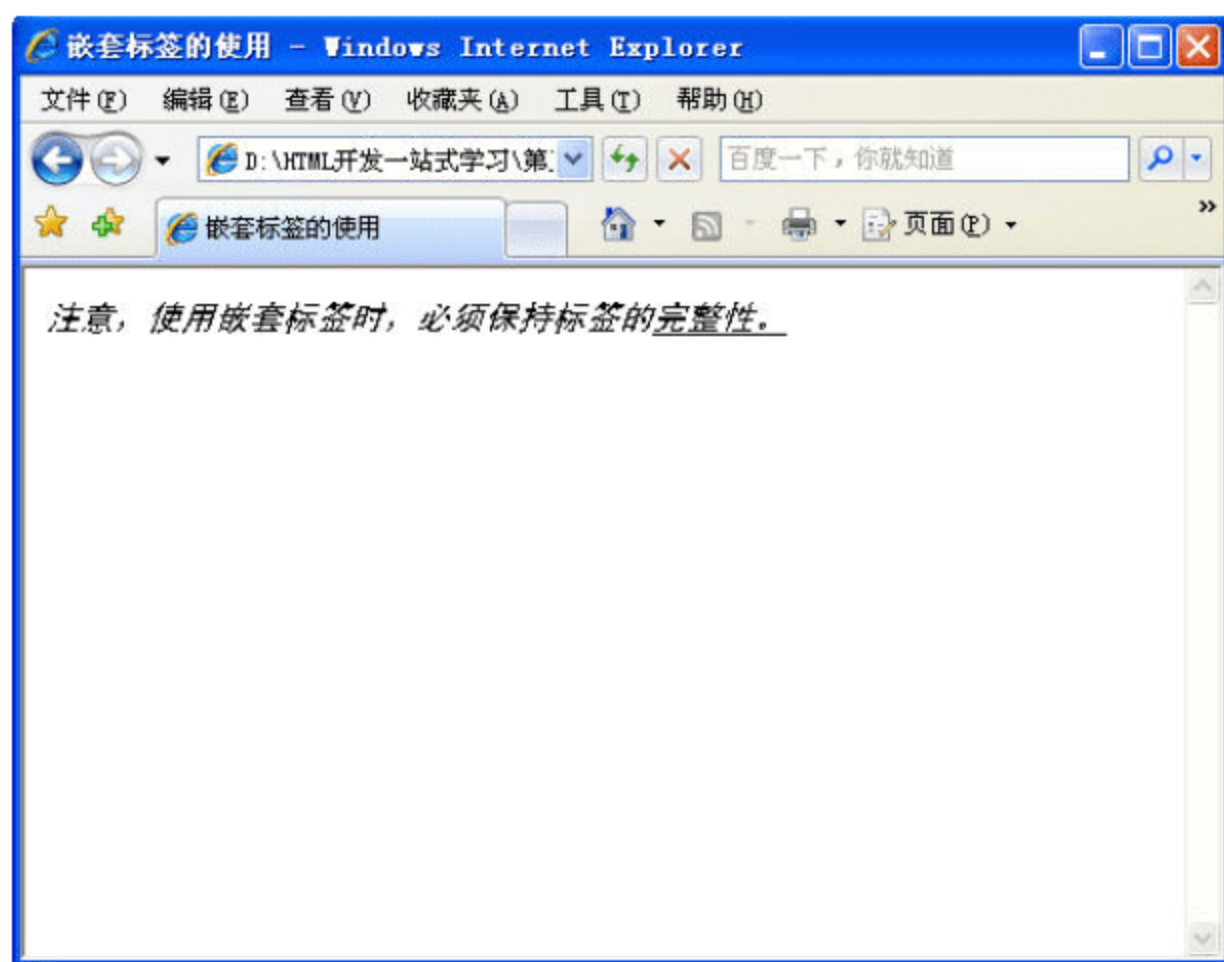 嵌套标签的使用 - Windows Internet Explorer
文件(F) 编辑(E) 查看(V) 收藏夹(A) 工具(T) 帮助(H)
D:\HTML开发一站式学习\第 百度一下，你就知道
嵌套标签的使用 页面(P) »
注意，使用嵌套标签时，必须保持标签的完整性。